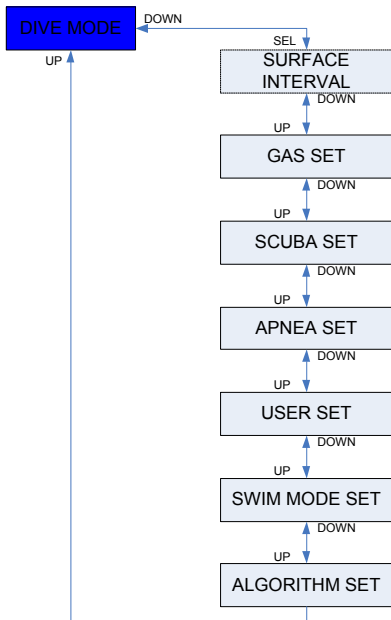 DIVE MODE
DOWN
UP
SEL
SURFACE
INTERVAL
DOWN
UP
GAS SET
DOWN
UP
SCUBA SET
DOWN
UP
APNEA SET
DOWN
UP
USER SET
DOWN
UP
SWIM MODE SET
DOWN
UP
ALGORITHM SET